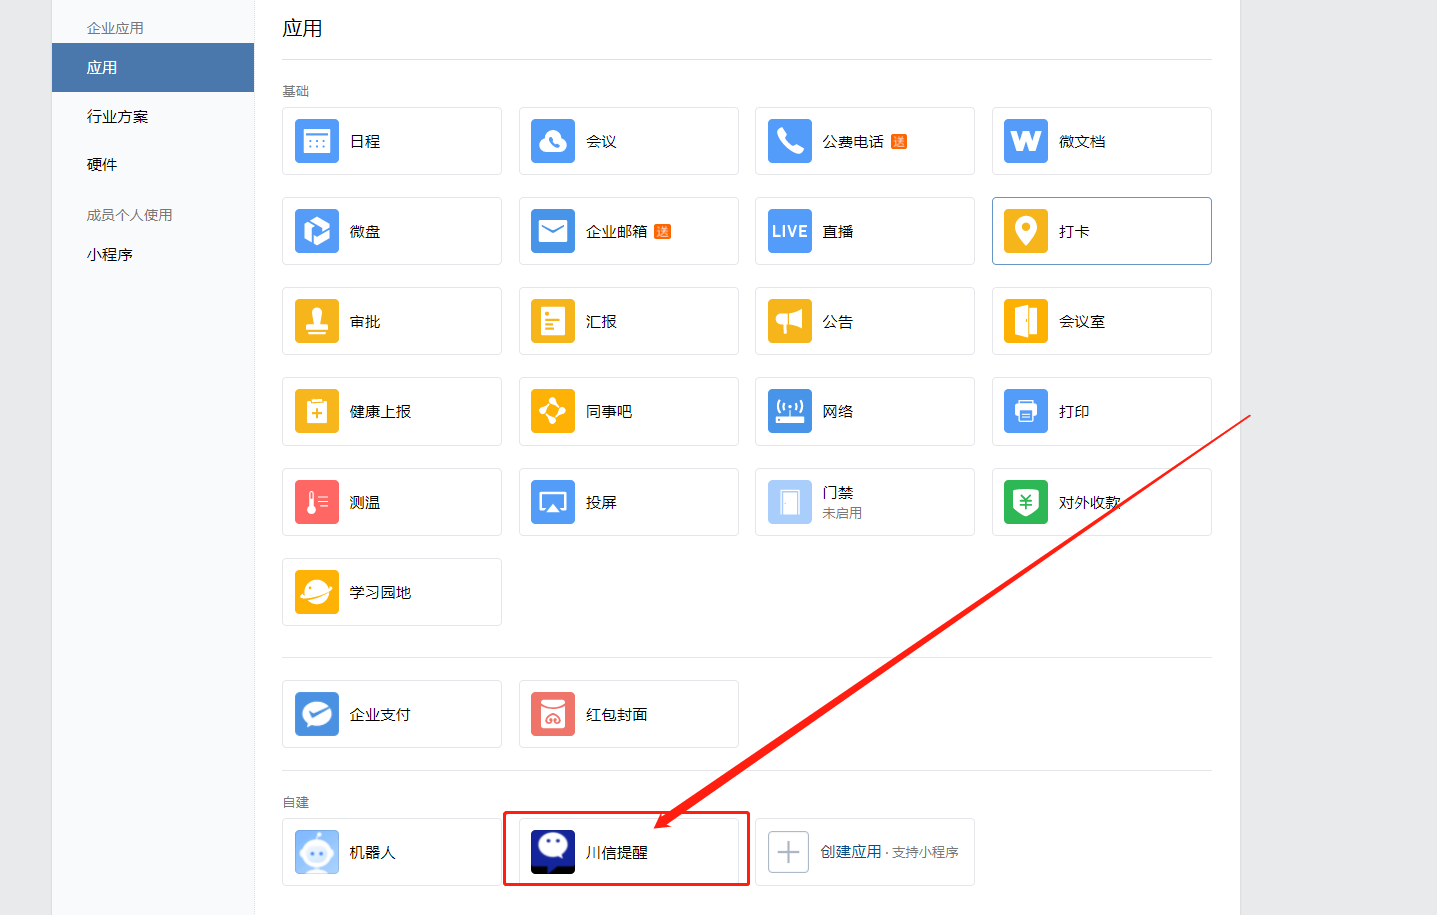 企业应用
应用
行业方案
硬件
成员个人使用
小程序
应用
基础
日程
会议
公费电话 送
微文档
微盘
企业邮箱 送
LIVE 直播
打卡
审批
汇报
公告
会议室
健康上报
同事吧
网络
打印
测温
投屏
门禁
未启用
对外收款
学习园地
企业支付
红包封面
自建
机器人
川信提醒
创建应用 · 支持小程序